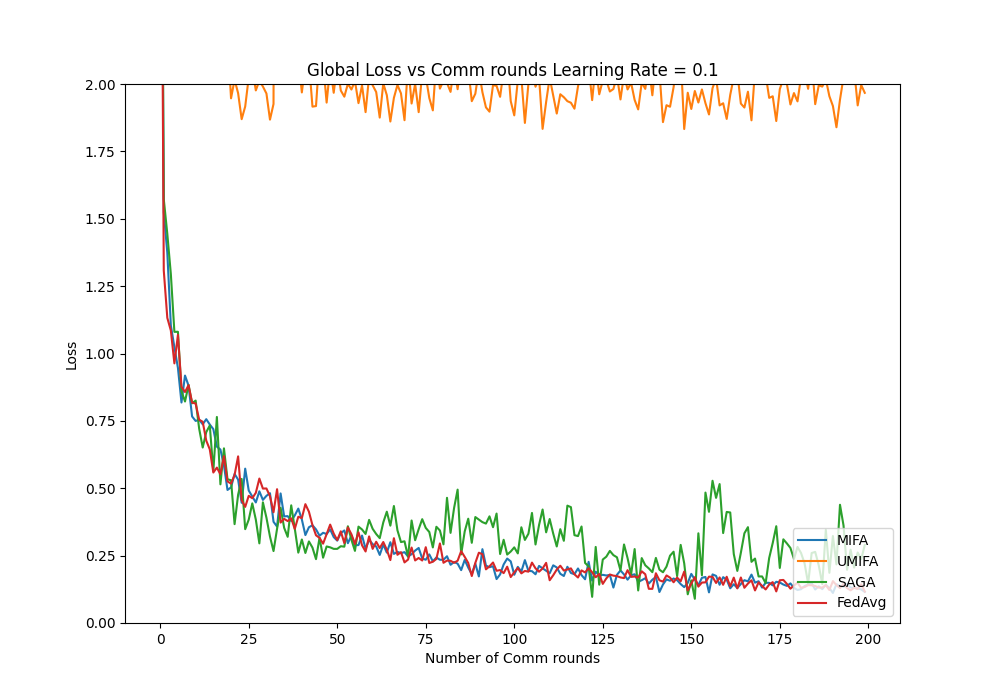 Global Loss vs Comm rounds Learning Rate = 0.1
2.00
1.75
1.50
1.25
1.00
0.75
0.50
0.25
0.00
Loss
0 25 50 75 100 125 150 175 200
Number of Comm rounds
MIFA
UMIFA
SAGA
FedAvg